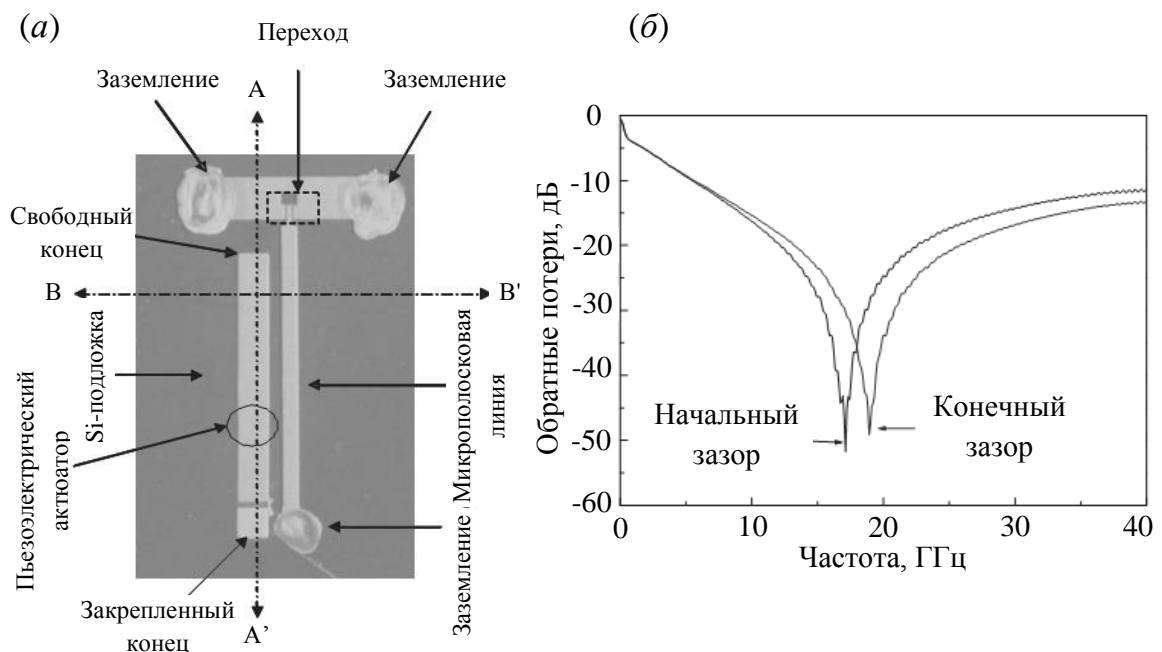 (а)
Переход
Заземление
Заземление
А
Свободный
конец
В
В'
Si-подложка
Пьезоэлектрический
актюатор
Микрополосковая
линия
Заземление
Закрепленный
конец
А’
(б)
0
-10
-20
-30
-40
-50
-60
Обратные потери, дБ
Начальный
зазор
Конечный
зазор
0
10
20
30
40
Частота, ГГц